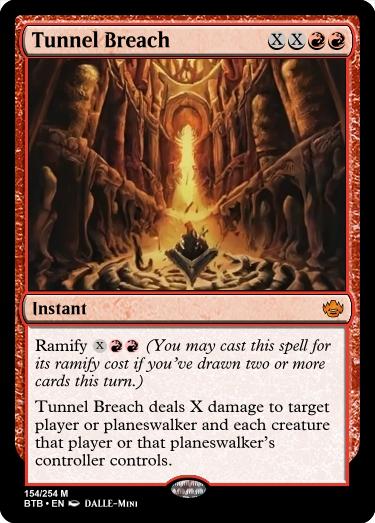 Tunnel Breach XXRR
Instant
Ramify XRR (You may cast this spell for
its ramify cost if you've drawn two or more
cards this turn.)
Tunnel Breach deals X damage to target
player or planeswalker and each creature
that player or that planeswalker's
controller controls.
154/254 M
BTB • EN DALLE-Mini